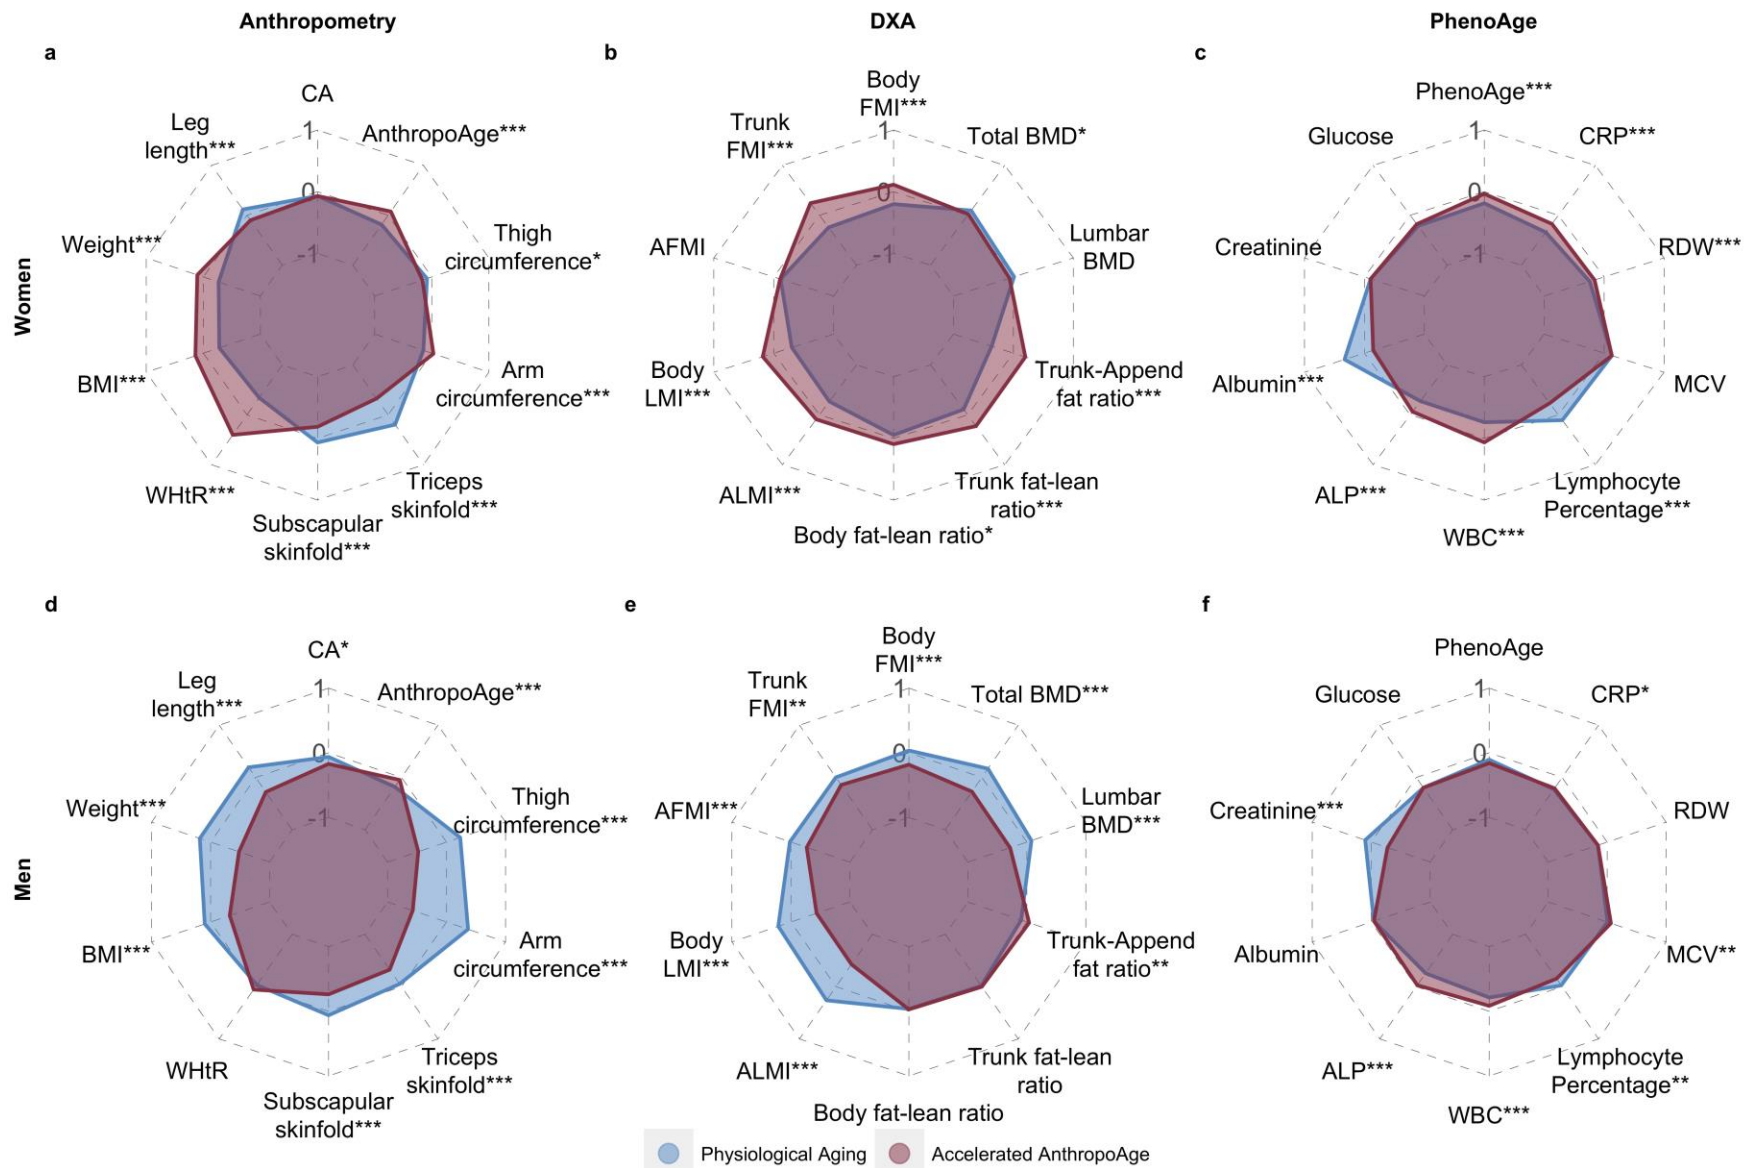 Anthropometry
DXA
PhenoAge
Women
a
CA
1
0
-1
AnthropoAge***
Thigh
circumference*
Arm
circumference***
Triceps
skinfold***
Subscapular
skinfold***
WHtR***
BMI***
Weight***
Leg
length***
b
Body
FMI***
1
0
-1
Total BMD*
Lumbar
BMD
Trunk-Append
fat ratio***
Trunk fat-lean
ratio***
Body fat-lean ratio*
ALMI***
Body
LMI***
AFMI
Trunk
FMI***
c
PhenoAge***
1
0
-1
CRP***
RDW***
MCV
Lymphocyte
Percentage***
WBC***
ALP***
Albumin***
Creatinine
Glucose
Men
d
CA*
1
0
-1
AnthropoAge***
Thigh
circumference***
Arm
circumference***
Triceps
skinfold***
Subscapular
skinfold***
WHtR
BMI***
Weight***
Leg
length***
e
Body
FMI***
1
0
-1
Total BMD***
Lumbar
BMD***
Trunk-Append
fat ratio**
Trunk fat-lean
ratio
Body fat-lean ratio
ALMI***
Body
LMI***
AFMI***
Trunk
FMI**
f
PhenoAge
1
0
-1
CRP*
RDW
MCV**
Lymphocyte
Percentage**
WBC***
ALP***
Albumin
Creatinine***
Glucose
Physiological Aging
Accelerated AnthropoAge